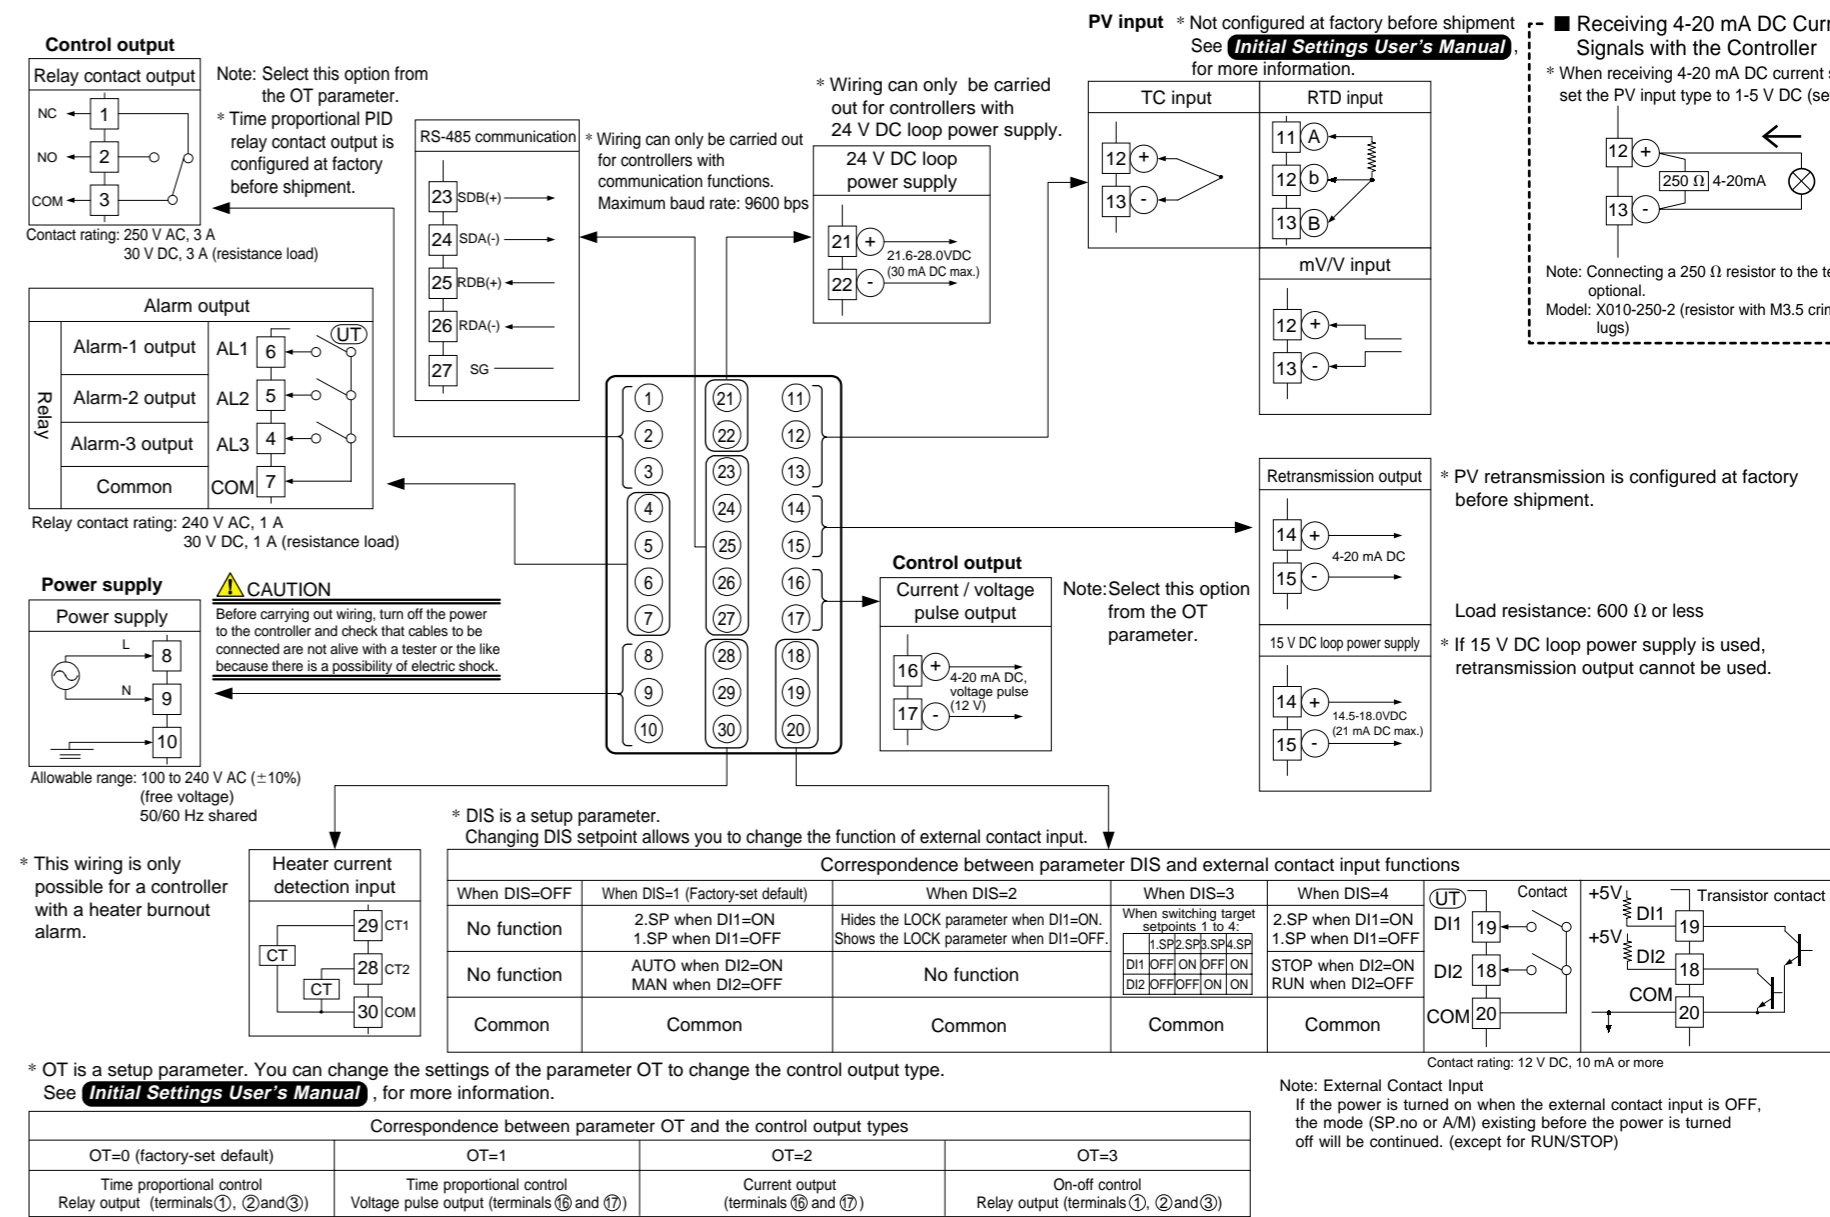 Control output
Relay contact output
NC
1
NO
2
COM
3
Contact rating: 250 V AC, 3 A
30 V DC, 3 A (resistance load)
Note: Select this option from
the OT parameter.
* Time proportional PID
relay contact output is
configured at factory
before shipment.
RS-485 communication
23 SDB(+)
24 SDA(-)
25 RDB(+)
26 RDA(-)
27 SG
* Wiring can only be carried out
for controllers with
communication functions.
Maximum baud rate: 9600 bps
* Wiring can only be carried
out for controllers with
24 V DC loop power supply.
24 V DC loop
power supply
21 +
21.6-28.0VDC
(30 mA DC max.)
22 -
PV input * Not configured at factory before shipment
See Initial Settings User's Manual ,
for more information.
TC input
12 +
13 -
RTD input
11 A
12 b
13 B
mV/V input
12 +
13 -
■ Receiving 4-20 mA DC Curr
Signals with the Controller
* When receiving 4-20 mA DC current s
set the PV input type to 1-5 V DC (se
12 +
250 Ω 4-20mA
13 -
Note: Connecting a 250 Ω resistor to the te
optional.
Model: X010-250-2 (resistor with M3.5 crim
lugs)
Alarm output
Relay
Alarm-1 output AL1 6 UT
Alarm-2 output AL2 5
Alarm-3 output AL3 4
Common COM 7
Relay contact rating: 240 V AC, 1 A
30 V DC, 1 A (resistance load)
1 21 11
2 22 12
3 23 13
4 24 14
5 25 15
6 26 16
7 27 17
8 28 18
9 29 19
10 30 20
Power supply
Power supply
L 8
N 9
10
Allowable range: 100 to 240 V AC (±10%)
(free voltage)
50/60 Hz shared
CAUTION
Before carrying out wiring, turn off the power
to the controller and check that cables to be
connected are not alive with a tester or the like
because there is a possibility of electric shock.
Control output
Current / voltage
pulse output
16 +
4-20 mA DC,
voltage pulse
(12 V)
17 -
Note:Select this option
from the OT
parameter.
Retransmission output
14 +
4-20 mA DC
15 -
* PV retransmission is configured at factory
before shipment.
Load resistance: 600 Ω or less
15 V DC loop power supply
14 +
14.5-18.0VDC
(21 mA DC max.)
15 -
* If 15 V DC loop power supply is used,
retransmission output cannot be used.
* This wiring is only
possible for a controller
with a heater burnout
alarm.
Heater current
detection input
29 CT1
CT
28 CT2
CT
30 COM
* DIS is a setup parameter.
Changing DIS setpoint allows you to change the function of external contact input.
Correspondence between parameter DIS and external contact input functions
When DIS=OFF
No function
No function
Common
When DIS=1 (Factory-set default)
2.SP when DI1=ON
1.SP when DI1=OFF
AUTO when DI2=ON
MAN when DI2=OFF
Common
When DIS=2
Hides the LOCK parameter when DI1=ON.
Shows the LOCK parameter when DI1=OFF.
No function
Common
When DIS=3
When switching target
setpoints 1 to 4:
1.SP 2.SP 3.SP 4.SP
DI1 OFF ON OFF ON
DI2 OFF OFF ON ON
Common
When DIS=4
2.SP when DI1=ON
1.SP when DI1=OFF
STOP when DI2=ON
RUN when DI2=OFF
Common
UT Contact
DI1 19
DI2 18
COM 20
+5V Transistor contact
DI1 19
+5V
DI2 18
COM
20
Contact rating: 12 V DC, 10 mA or more
Note: External Contact Input
If the power is turned on when the external contact input is OFF,
the mode (SP.no or A/M) existing before the power is turned
off will be continued. (except for RUN/STOP)
* OT is a setup parameter. You can change the settings of the parameter OT to change the control output type.
See Initial Settings User's Manual , for more information.
Correspondence between parameter OT and the control output types
OT=0 (factory-set default)
Time proportional control
Relay output (terminals①, ②and③)
OT=1
Time proportional control
Voltage pulse output (terminals ⑯ and ⑰)
OT=2
Current output
(terminals ⑯ and ⑰)
OT=3
On-off control
Relay output (terminals①, ②and③)